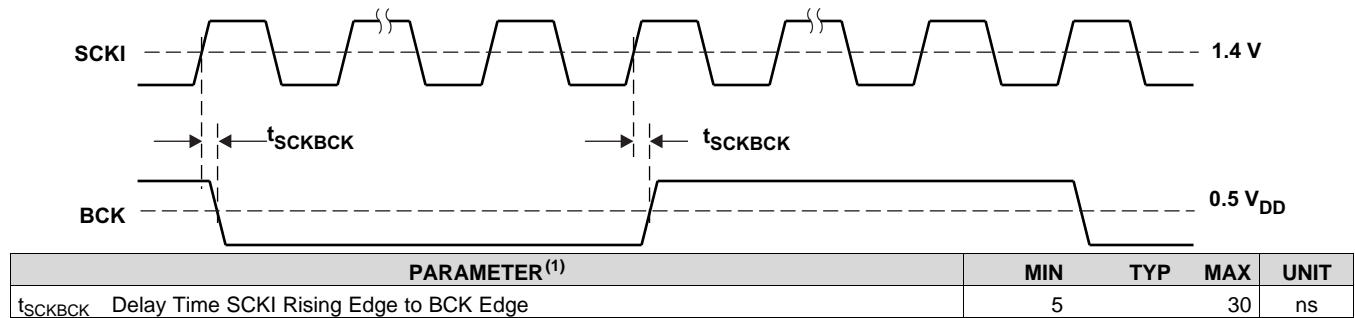 SCKI 1.4 V
tSCKBCK tSCKBCK
BCK 0.5 VDD
PARAMETER(1) MIN TYP MAX UNIT
tSCKBCK Delay Time SCKI Rising Edge to BCK Edge 5 30 ns